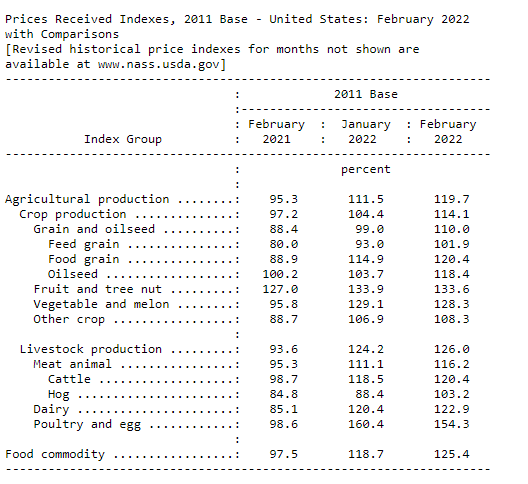 Prices Received Indexes, 2011 Base - United States: February 2022
with Comparisons
[Revised historical price indexes for months not shown are
available at www.nass.usda.gov]
--------------------------------------------------------------------
                                :             2011 Base
                                :-----------------------------------
                                : February  :  January  : February
           Index Group          :   2021    :   2022    :   2022
--------------------------------------------------------------------
                                :              percent
                                :
Agricultural production ........:    95.3       111.5       119.7
  Crop production ..............:    97.2       104.4       114.1
    Grain and oilseed ..........:    88.4        99.0       110.0
      Feed grain ...............:    80.0        93.0       101.9
      Food grain ...............:    88.9       114.9       120.4
      Oilseed ..................:   100.2       103.7       118.4
    Fruit and tree nut .........:   127.0       133.9       133.6
    Vegetable and melon ........:    95.8       129.1       128.3
    Other crop .................:    88.7       106.9       108.3
                                :
  Livestock production .........:    93.6       124.2       126.0
    Meat animal ................:    95.3       111.1       116.2
      Cattle ...................:    98.7       118.5       120.4
      Hog ......................:    84.8        88.4       103.2
    Dairy ......................:    85.1       120.4       122.9
    Poultry and egg ............:    98.6       160.4       154.3
                                :
Food commodity .................:    97.5       118.7       125.4
--------------------------------------------------------------------